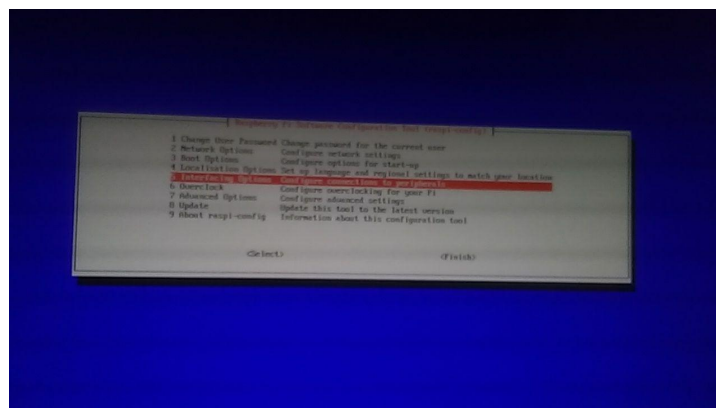 Raspberry Pi Software Configuration Tool (raspi-config)
1 Change User Password Change password for the current user
2 Network Options Configure network settings
3 Boot Options Configure options for start-up
4 Localisation Options Set up language and regional settings to match your location
5 Interfacing Options Configure connections to peripherals
6 Overclock Configure overclocking for your Pi
7 Advanced Options Configure advanced settings
8 Update Update this tool to the latest version
9 About raspi-config Information about this configuration tool
<Select> <Finish>